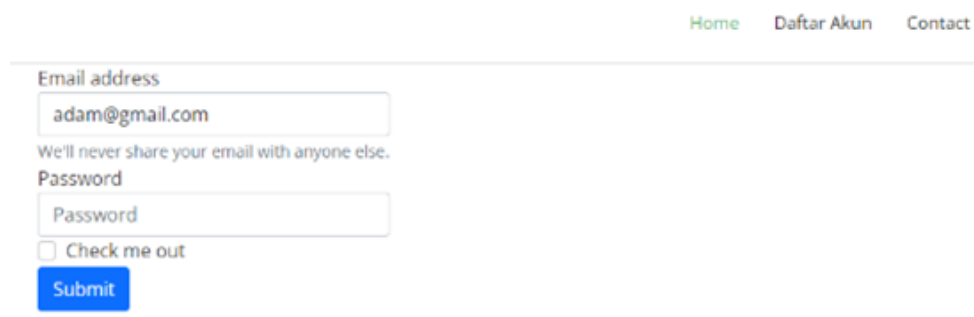 Home Daftar Akun Contact
Email address
adam@gmail.com
We'll never share your email with anyone else.
Password
Password
Check me out
Submit